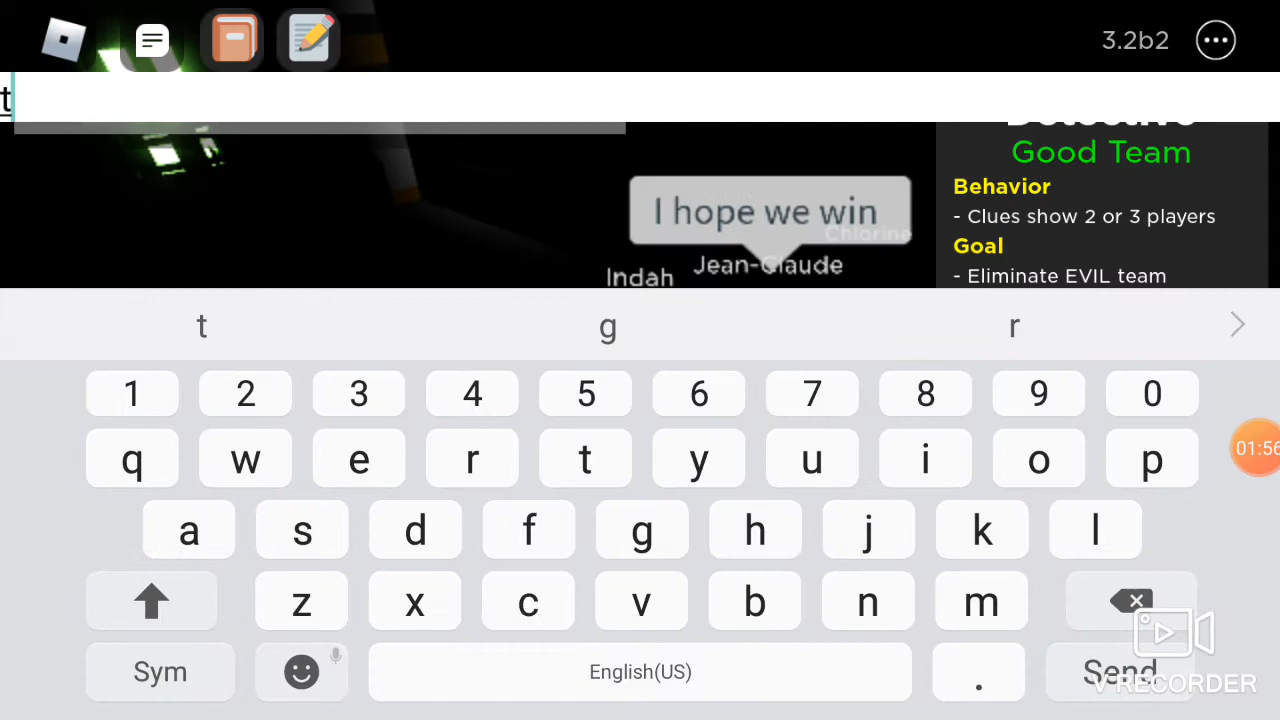 3.2b2
t
Detective
Good Team
Behavior
- Clues show 2 or 3 players
Goal
- Eliminate EVIL team
I hope we win
Chlorine
Jean-Claude
Indah
t g r
1 2 3 4 5 6 7 8 9 0
q w e r t y u i o p
a s d f g h j k l
z x c v b n m
Sym English(US) . Send
01:56
V RECORDER